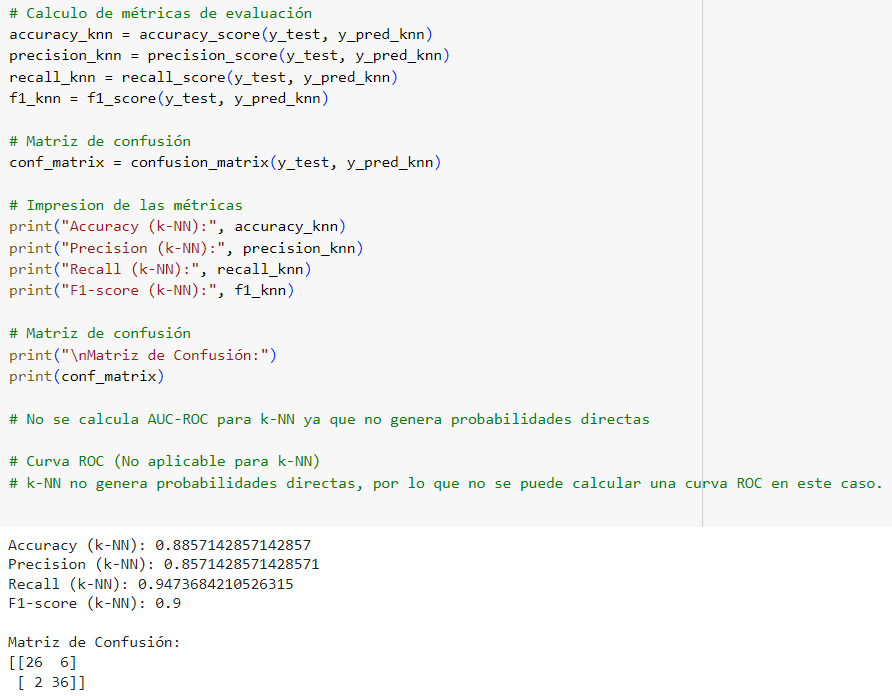 # Calculo de métricas de evaluación
accuracy_knn = accuracy_score(y_test, y_pred_knn)
precision_knn = precision_score(y_test, y_pred_knn)
recall_knn = recall_score(y_test, y_pred_knn)
f1_knn = f1_score(y_test, y_pred_knn)

# Matriz de confusión
conf_matrix = confusion_matrix(y_test, y_pred_knn)

# Impresion de las métricas
print("Accuracy (k-NN):", accuracy_knn)
print("Precision (k-NN):", precision_knn)
print("Recall (k-NN):", recall_knn)
print("F1-score (k-NN):", f1_knn)

# Matriz de confusión
print("\nMatriz de Confusión:")
print(conf_matrix)

# No se calcula AUC-ROC para k-NN ya que no genera probabilidades directas

# Curva ROC (No aplicable para k-NN)
# k-NN no genera probabilidades directas, por lo que no se puede calcular una curva ROC en este caso.

Accuracy (k-NN): 0.8857142857142857
Precision (k-NN): 0.8571428571428571
Recall (k-NN): 0.9473684210526315
F1-score (k-NN): 0.9

Matriz de Confusión:
[[26  6]
 [ 2 36]]